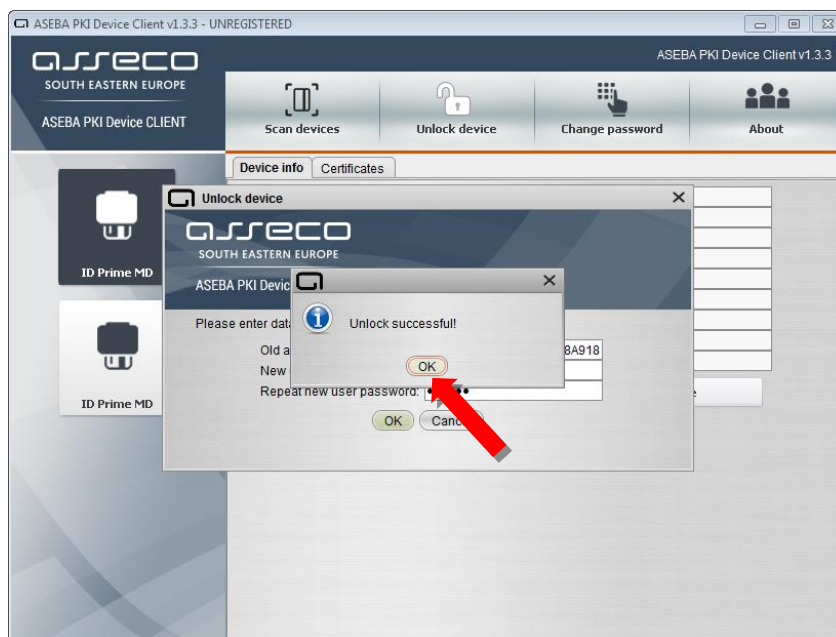 ASEBA PKI Device Client v1.3.3 - UNREGISTERED
asseco
SOUTH EASTERN EUROPE
ASEBA PKI Device CLIENT
ASEBA PKI Device Client v1.3.3
Scan devices
Unlock device
Change password
About
Device info
Certificates
ID Prime MD
ID Prime MD
Unlock device
asseco
SOUTH EASTERN EUROPE
ASEBA PKI Devic
Please enter dat
Old a
8A918
New
Repeat new user password:
OK
Unlock successful!
OK